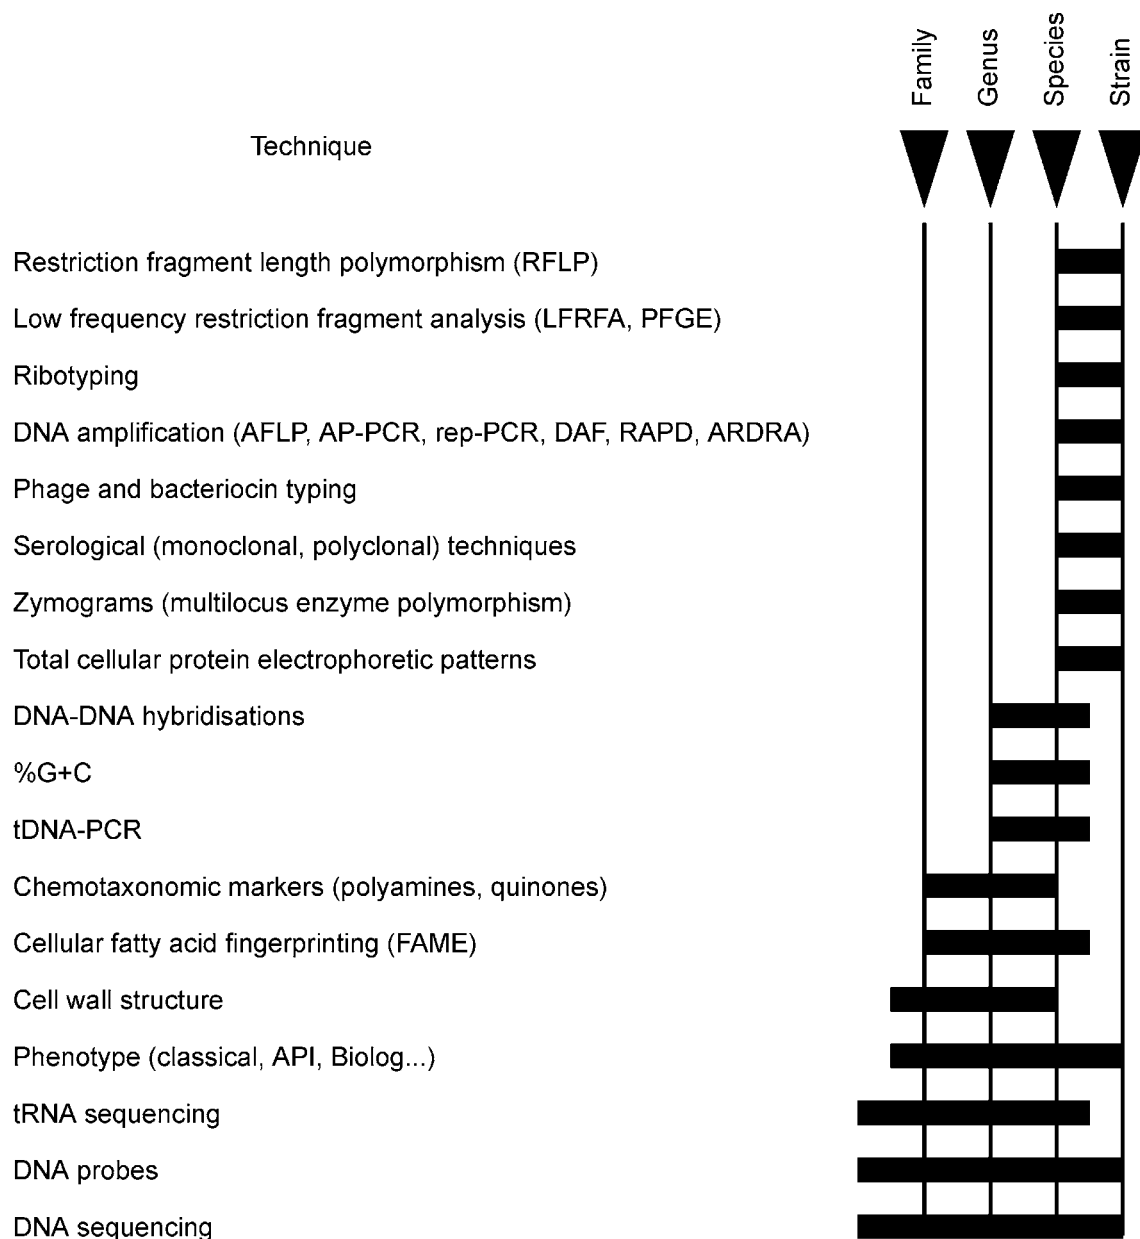 Family
Genus
Species
Strain
Technique
Restriction fragment length polymorphism (RFLP)
Low frequency restriction fragment analysis (LFRFA, PFGE)
Ribotyping
DNA amplification (AFLP, AP-PCR, rep-PCR, DAF, RAPD, ARDRA)
Phage and bacteriocin typing
Serological (monoclonal, polyclonal) techniques
Zymograms (multilocus enzyme polymorphism)
Total cellular protein electrophoretic patterns
DNA-DNA hybridisations
%G+C
tDNA-PCR
Chemotaxonomic markers (polyamines, quinones)
Cellular fatty acid fingerprinting (FAME)
Cell wall structure
Phenotype (classical, API, Biolog...)
tRNA sequencing
DNA probes
DNA sequencing